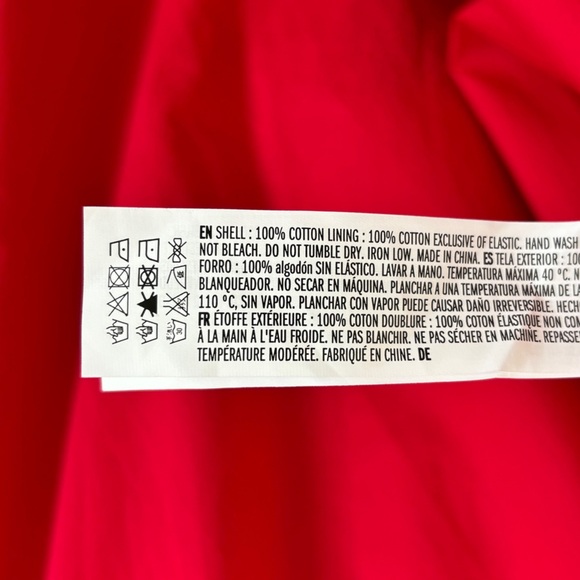 EN SHELL : 100% COTTON LINING : 100% COTTON EXCLUSIVE OF ELASTIC. HAND WASH
NOT BLEACH. DO NOT TUMBLE DRY. IRON LOW. MADE IN CHINA. ES TELA EXTERIOR : 100
FORRO : 100% algodón SIN ELÁSTICO. LAVAR A MANO. TEMPERATURA MÁXIMA 40 °C. N
BLANQUEADOR. NO SECAR EN MÁQUINA. PLANCHAR A UNA TEMPERATURA MÁXIMA DE LA
110 °C, SIN VAPOR. PLANCHAR CON VAPOR PUEDE CAUSAR DAÑO IRREVERSIBLE. HECH
FR ÉTOFFE EXTÉRIEURE : 100% COTON DOUBLURE : 100% COTON ÉLASTIQUE NON COM
À LA MAIN À L'EAU FROIDE. NE PAS BLANCHIR. NE PAS SÉCHER EN MACHINE. REPASSE
TEMPÉRATURE MODÉRÉE. FABRIQUÉ EN CHINE. DE